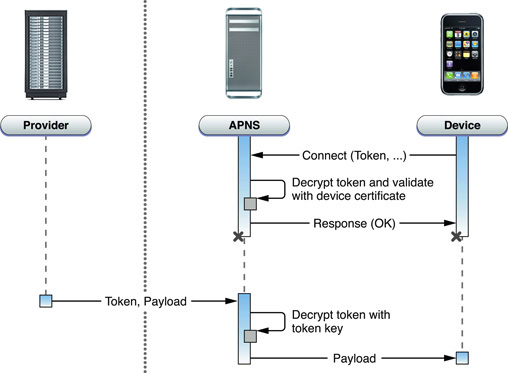 Provider
APNS
Device
Connect (Token, ...)
Decrypt token and validate
with device certificate
Response (OK)
Token, Payload
Decrypt token with
token key
Payload